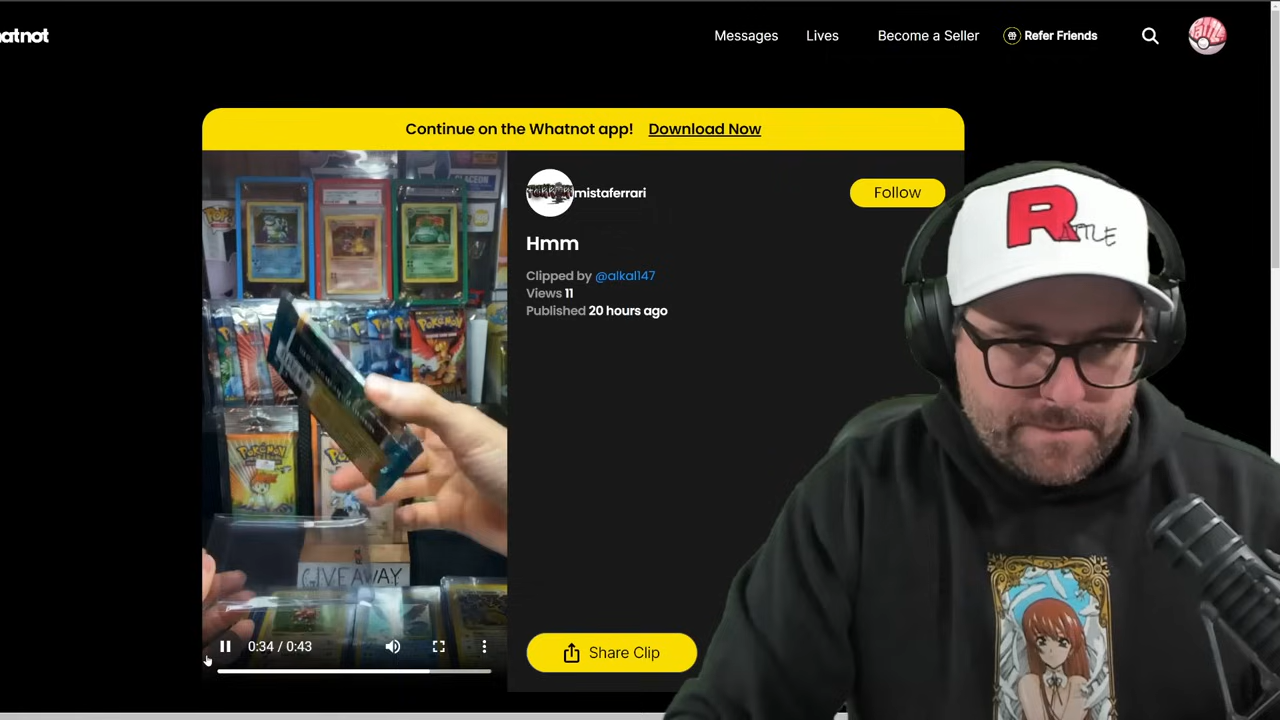 atnot
Messages
Lives
Become a Seller
Refer Friends
Continue on the Whatnot app! Download Now
mistaferrari
Follow
Hmm
Clipped by @alkal147
Views 11
Published 20 hours ago
GIVEAWAY
0:34 / 0:43
Share Clip
RATTLE